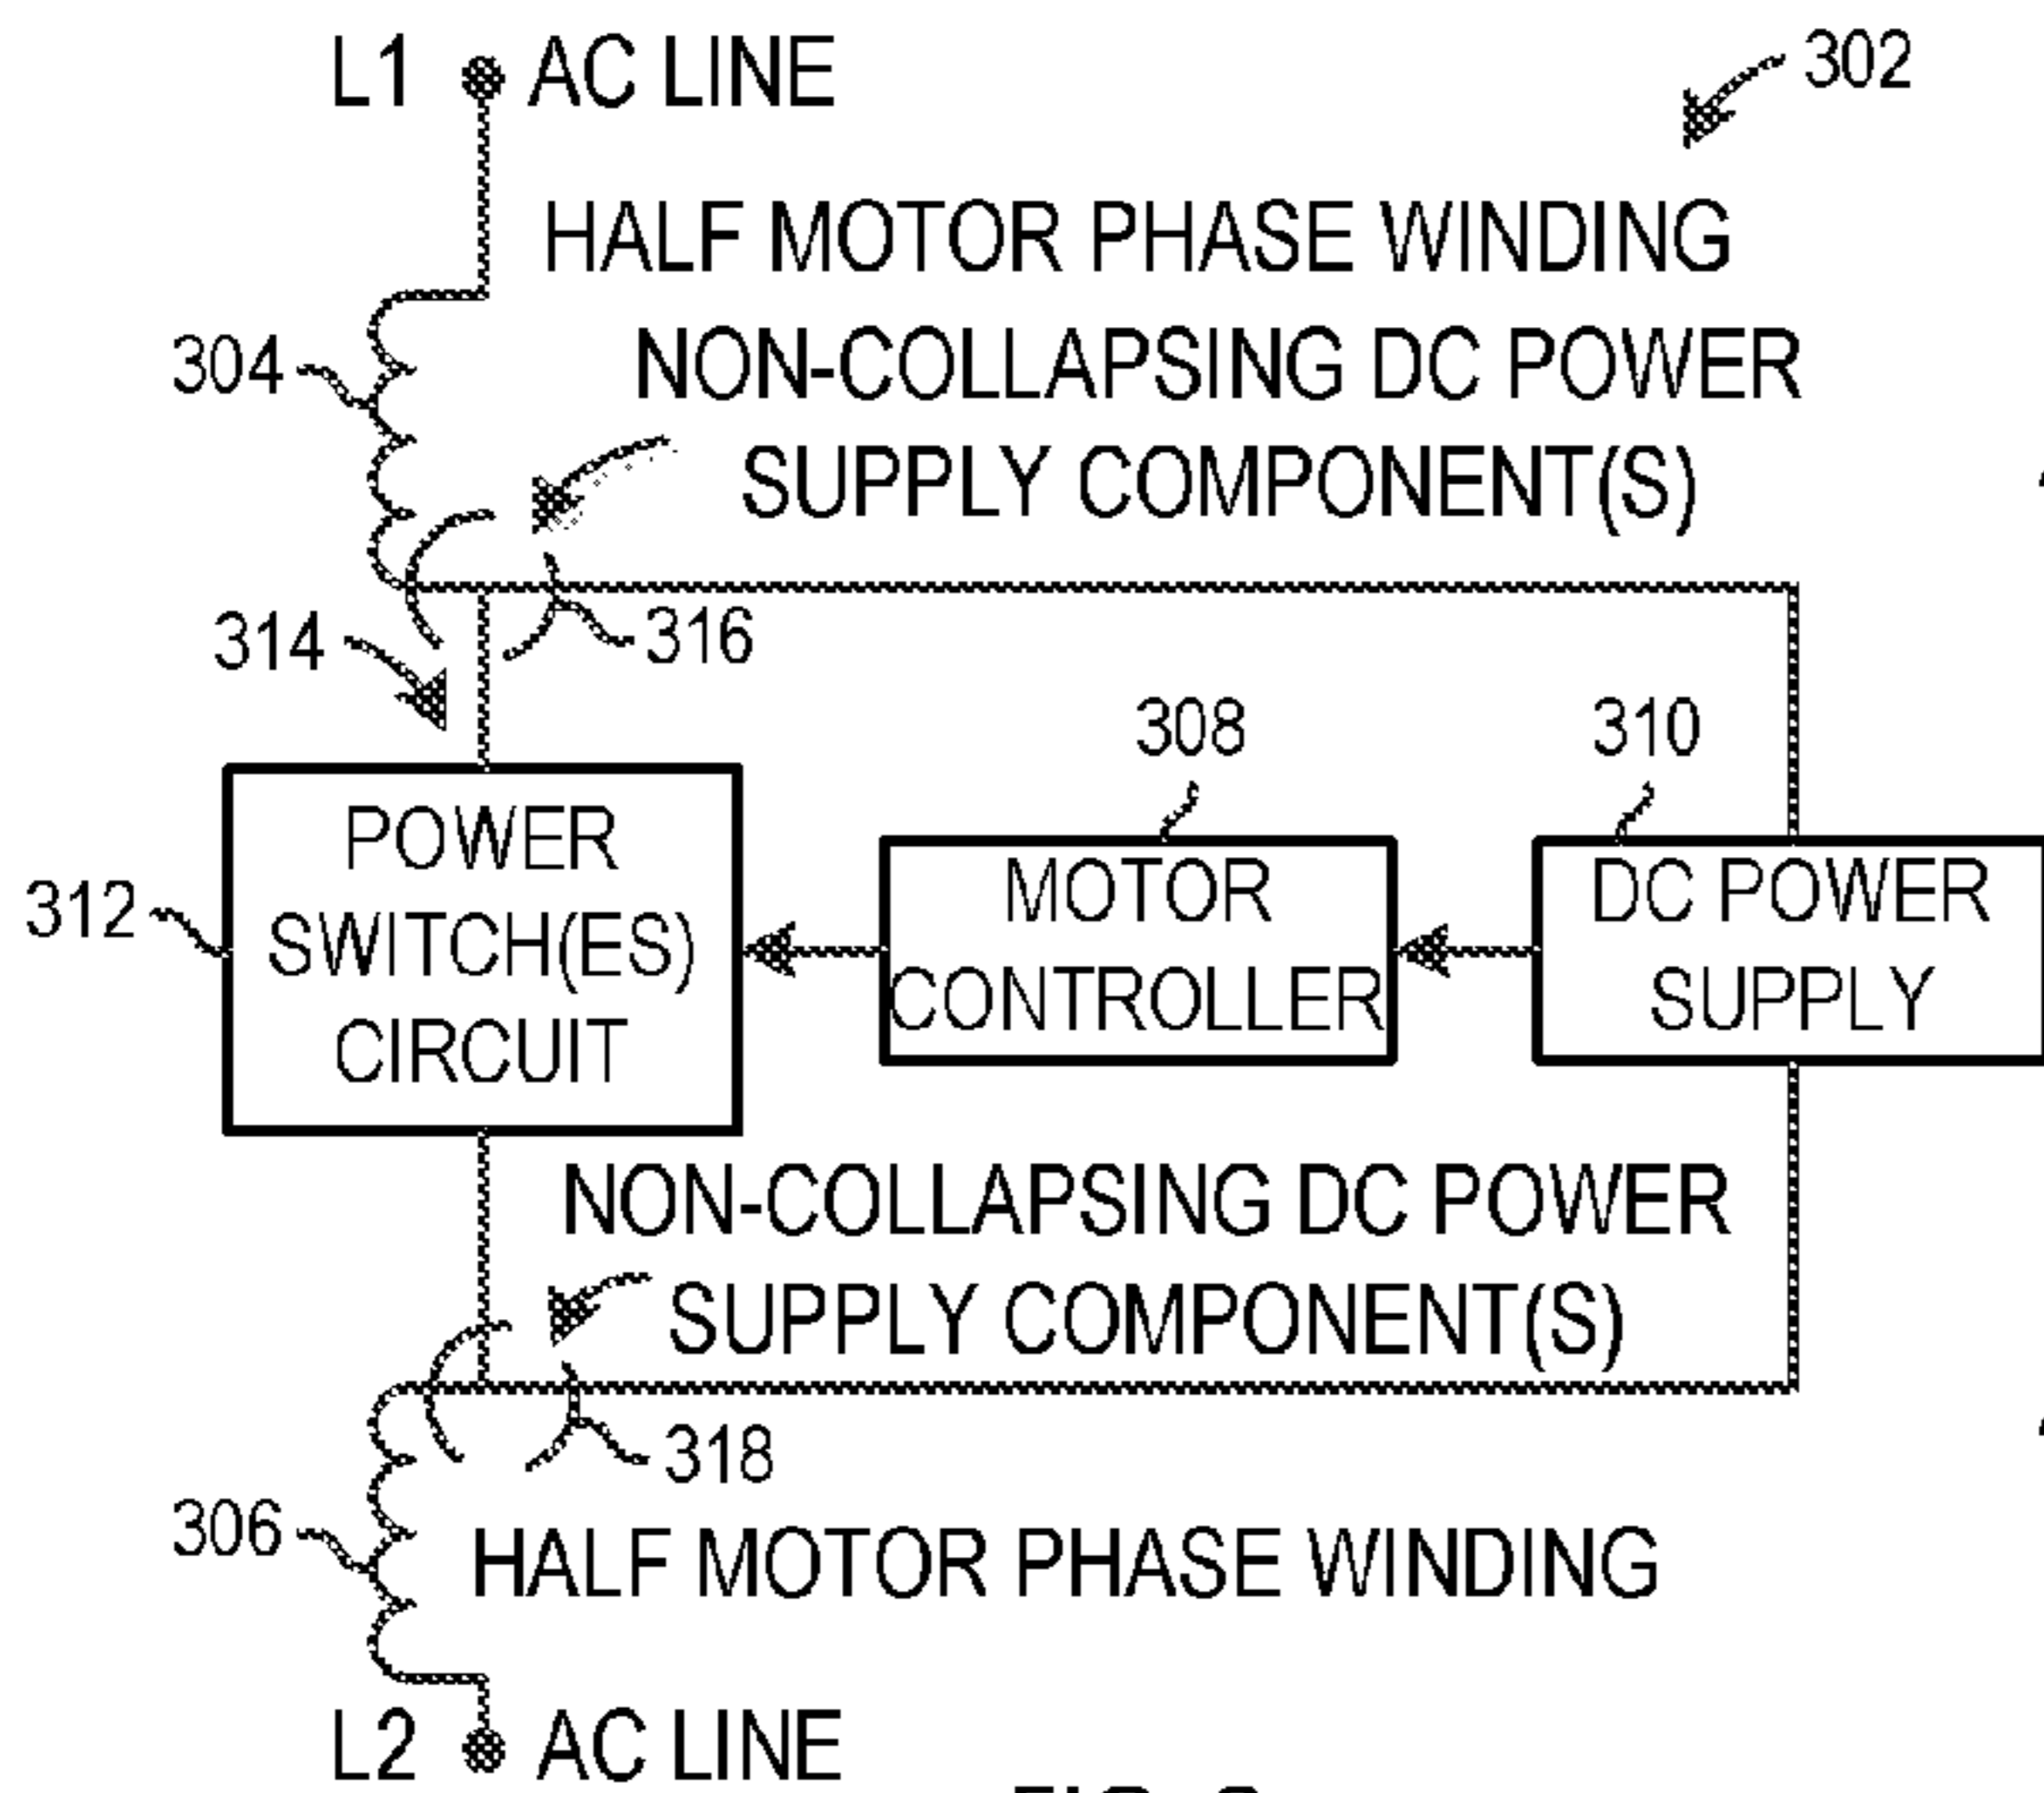 L1 AC LINE
302
HALF MOTOR PHASE WINDING
304
NON-COLLAPSING DC POWER
SUPPLY COMPONENT(S)
314
316
308
310
312
POWER
SWITCH(ES)
CIRCUIT
MOTOR
CONTROLLER
DC POWER
SUPPLY
NON-COLLAPSING DC POWER
SUPPLY COMPONENT(S)
318
306
HALF MOTOR PHASE WINDING
L2 AC LINE